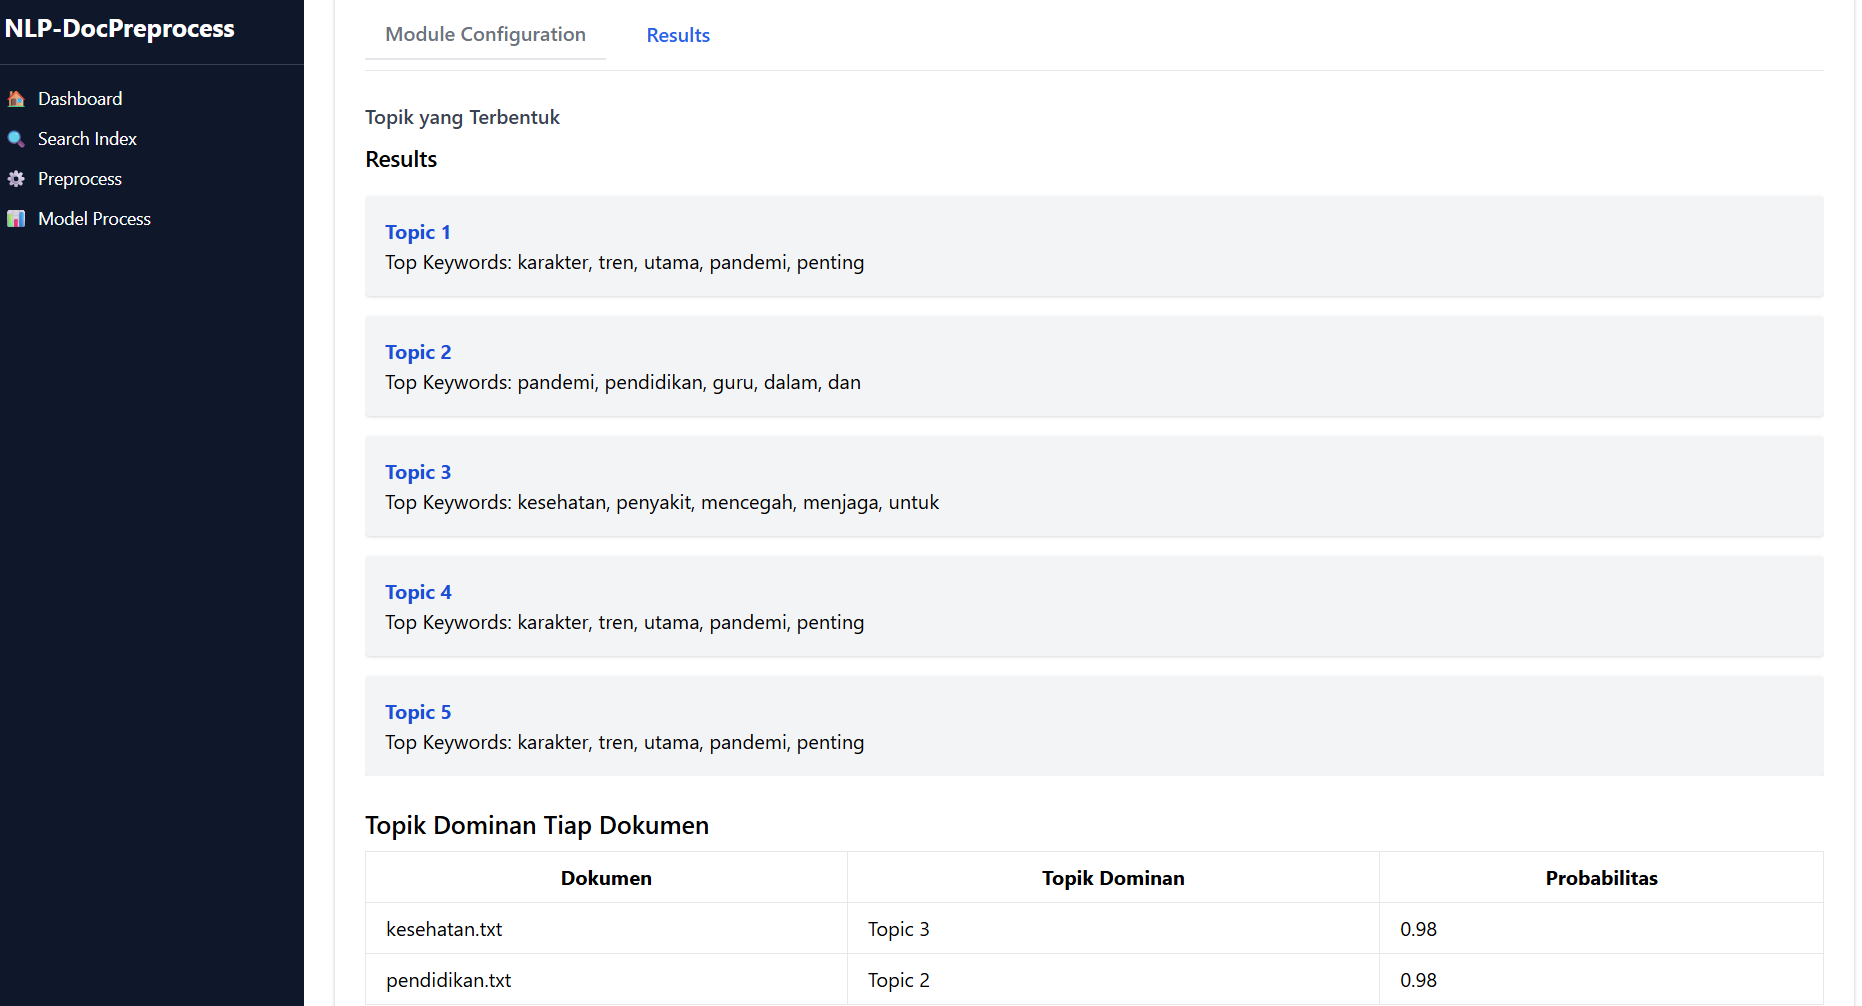 NLP-DocPreprocess
Dashboard
Search Index
Preprocess
Model Process
Module Configuration
Results
Topik yang Terbentuk
Results
Topic 1
Top Keywords: karakter, tren, utama, pandemi, penting
Topic 2
Top Keywords: pandemi, pendidikan, guru, dalam, dan
Topic 3
Top Keywords: kesehatan, penyakit, mencegah, menjaga, untuk
Topic 4
Top Keywords: karakter, tren, utama, pandemi, penting
Topic 5
Top Keywords: karakter, tren, utama, pandemi, penting
Topik Dominan Tiap Dokumen
Dokumen Topik Dominan Probabilitas
kesehatan.txt Topic 3 0.98
pendidikan.txt Topic 2 0.98